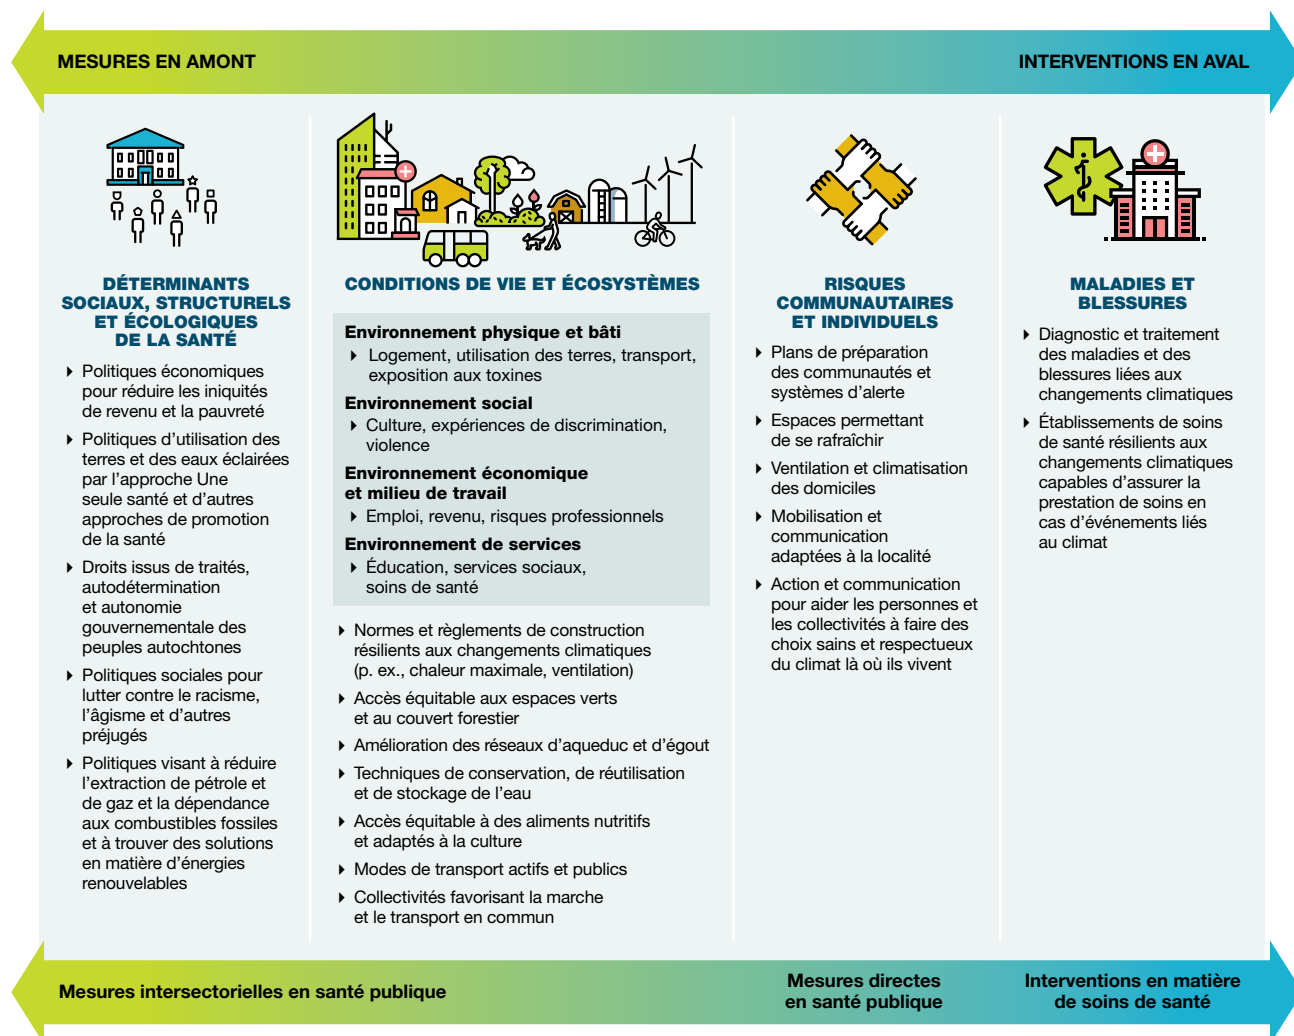 MESURES EN AMONT
INTERVENTIONS EN AVAL
DÉTERMINANTS
SOCIAUX, STRUCTURELS
ET ÉCOLOGIQUES
DE LA SANTÉ
Politiques économiques
pour réduire les iniquités
de revenu et la pauvreté
Politiques d’utilisation des
terres et des eaux éclairées
par l’approche Une
seule santé et d’autres
approches de promotion
de la santé
Droits issus de traités,
autodétermination
et autonomie
gouvernementale des
peuples autochtones
Politiques sociales pour
lutter contre le racisme,
l’âgisme et d’autres
préjugés
Politiques visant à réduire
l’extraction de pétrole et
de gaz et la dépendance
aux combustibles fossiles
et à trouver des solutions
en matière d’énergies
renouvelables
CONDITIONS DE VIE ET ÉCOSYSTÈMES
Environnement physique et bâti
Logement, utilisation des terres, transport,
exposition aux toxines
Environnement social
Culture, expériences de discrimination,
violence
Environnement économique
et milieu de travail
Emploi, revenu, risques professionnels
Environnement de services
Éducation, services sociaux,
soins de santé
Normes et règlements de construction
résilients aux changements climatiques
(p. ex., chaleur maximale, ventilation)
Accès équitable aux espaces verts
et au couvert forestier
Amélioration des réseaux d’aqueduc et d’égout
Techniques de conservation, de réutilisation
et de stockage de l’eau
Accès équitable à des aliments nutritifs
et adaptés à la culture
Modes de transport actifs et publics
Collectivités favorisant la marche
et le transport en commun
RISQUES
COMMUNAUTAIRES
ET INDIVIDUELS
Plans de préparation
des communautés et
systèmes d’alerte
Espaces permettant
de se rafraîchir
Ventilation et climatisation
des domiciles
Mobilisation et
communication
adaptées à la localité
Action et communication
pour aider les personnes et
les collectivités à faire des
choix sains et respectueux
du climat là où ils vivent
MALADIES ET
BLESSURES
Diagnostic et traitement
des maladies et des
blessures liées aux
changements climatiques
Établissements de soins
de santé résilients aux
changements climatiques
capables d’assurer la
prestation de soins en
cas d’événements liés
au climat
Mesures intersectorielles en santé publique
Mesures directes
en santé publique
Interventions en matière
de soins de santé